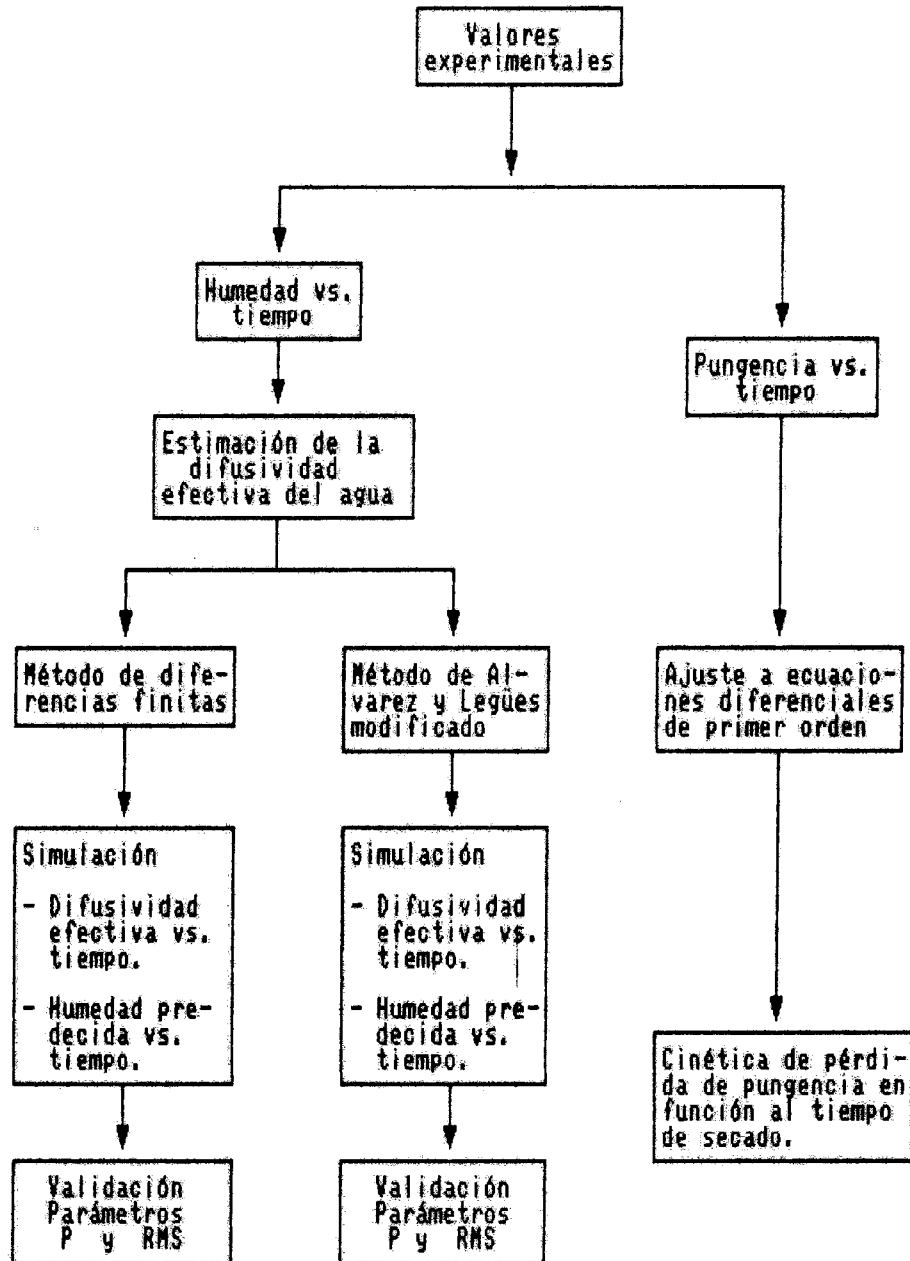 Valores
experimentales
Humedad vs.
tiempo
Pungencia vs.
tiempo
Estimación de la
difusividad
efectiva del agua
Método de dife-
rencias finitas
Método de Al-
varez y Legües
modificado
Ajuste a ecuacio-
nes diferenciales
de primer orden
Simulación
- Difusividad
efectiva vs.
tiempo.
- Humedad pre-
decida vs.
tiempo.
Simulación
- Difusividad
efectiva vs.
tiempo.
- Humedad pre-
decida vs.
tiempo.
Cinética de pérdi-
da de pungencia en
función al tiempo
de secado.
Validación
Parámetros
P y RMS
Validación
Parámetros
P y RMS